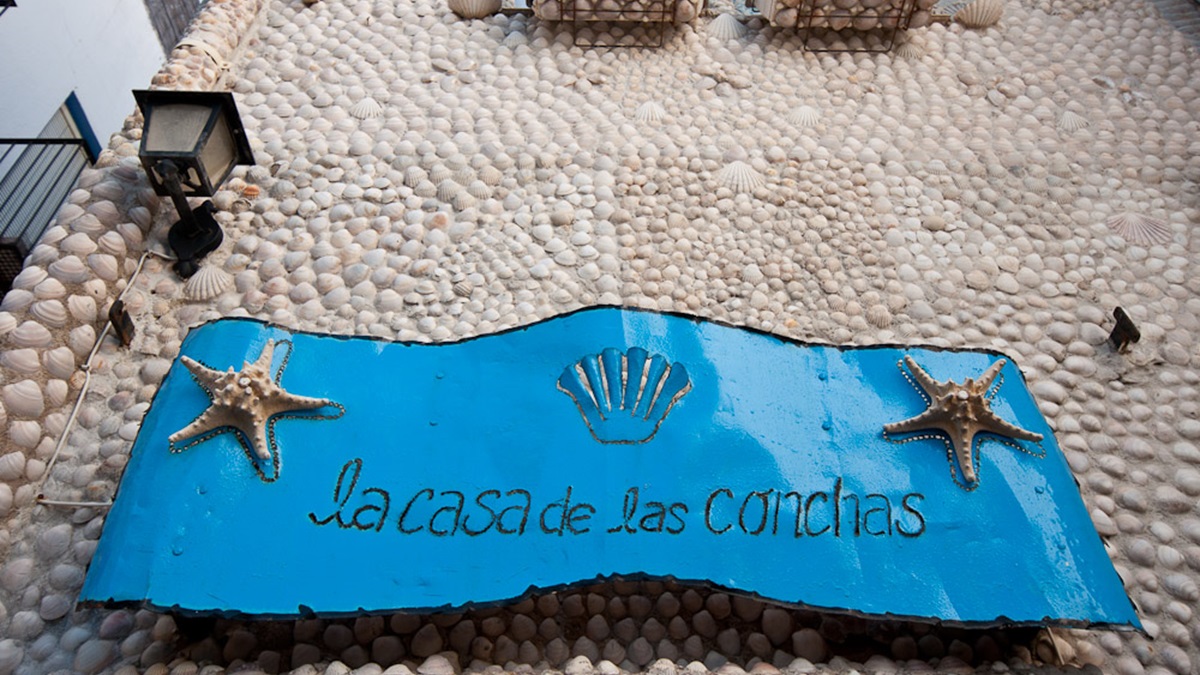 la casa de las conchas